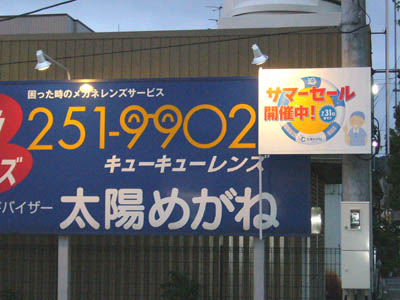 困った時のメガネレンズサービス
251-9902
キューキューレンズ
バイザー
太陽めがね
サマーセール
開催中!
31